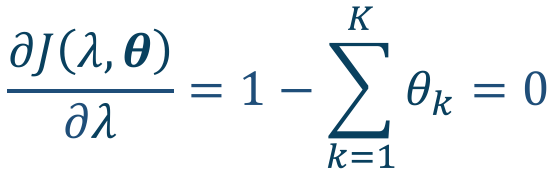 ∂J(λ, θ)/∂λ = 1 − ∑_{k=1}^{K} θ_k = 0